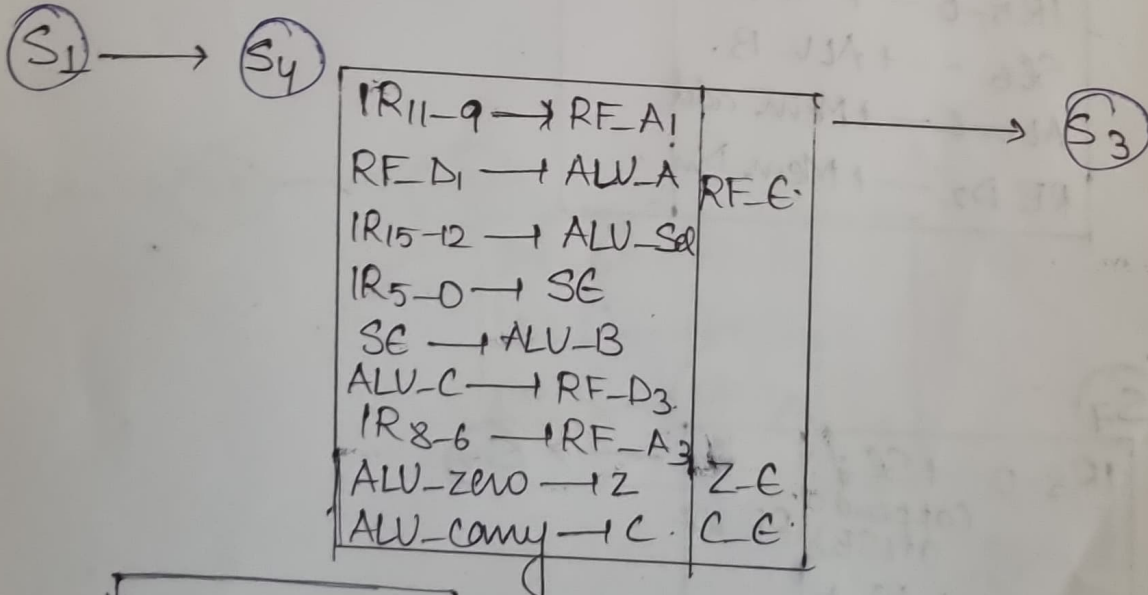 S1 → S4
IR11-9 → RF_A1
RF_D1 → ALU_A RF_E
IR15-12 → ALU_Sel
IR5-0 → SE
SE → ALU_B
ALU_C → RF_D3
IR8-6 → RF_A3
ALU_zero → Z Z_E
ALU_carry → C C_E
→ S3